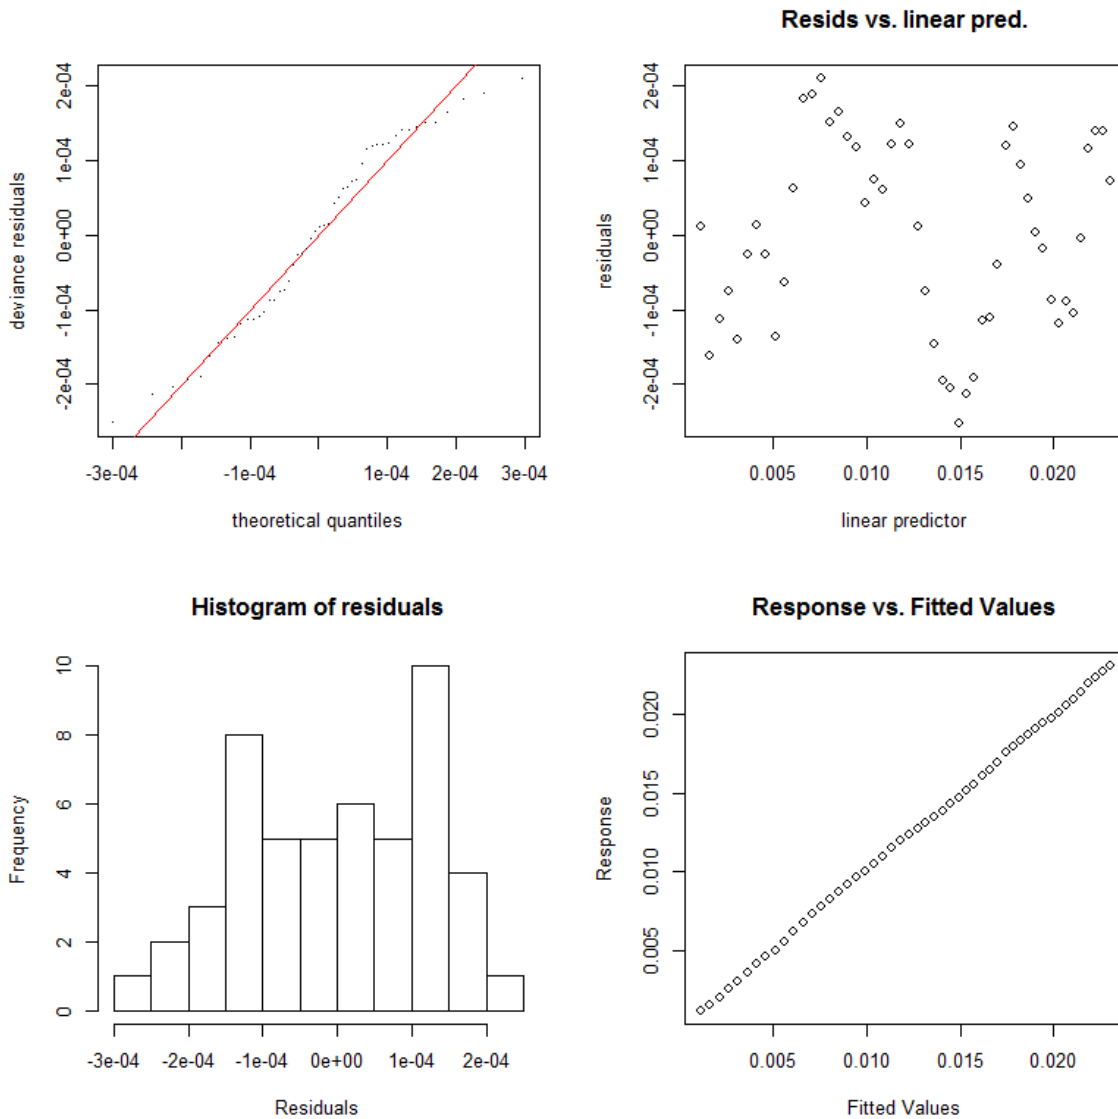 deviance residuals
2e-04
1e-04
0e+00
-1e-04
-2e-04
-3e-04
-1e-04
1e-04
2e-04
3e-04
theoretical quantiles
Resids vs. linear pred.
residuals
2e-04
1e-04
0e+00
-1e-04
-2e-04
0.005
0.010
0.015
0.020
linear predictor
Histogram of residuals
Frequency
10
8
6
4
2
0
-3e-04
-2e-04
-1e-04
0e+00
1e-04
2e-04
Residuals
Response vs. Fitted Values
Response
0.020
0.015
0.010
0.005
0.005
0.010
0.015
0.020
Fitted Values